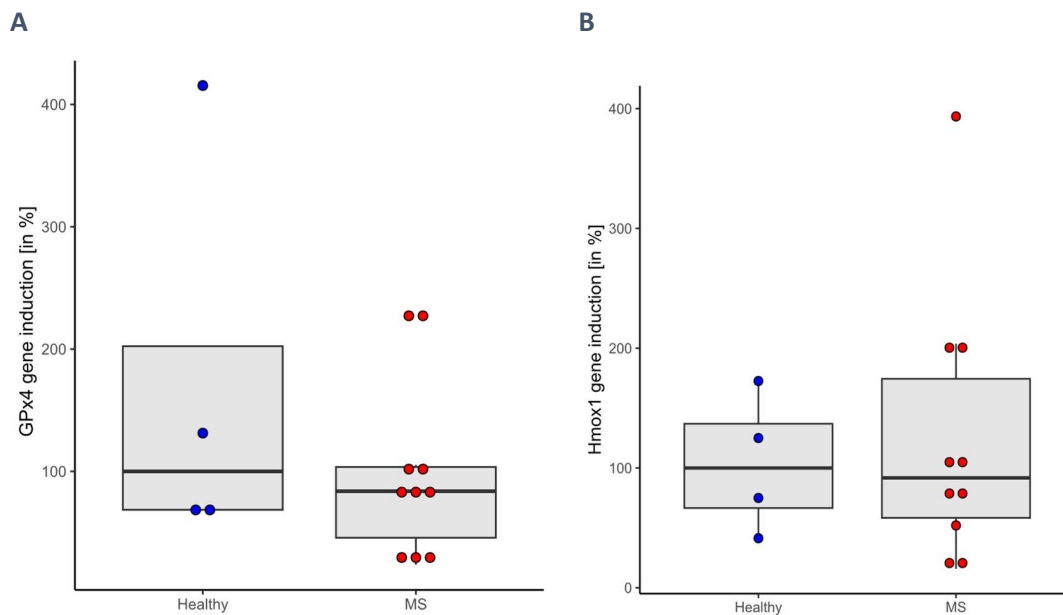 A
GPx4 gene induction [in %]
400
300
200
100
Healthy
MS
B
Hmox1 gene induction [in %]
400
300
200
100
0
Healthy
MS